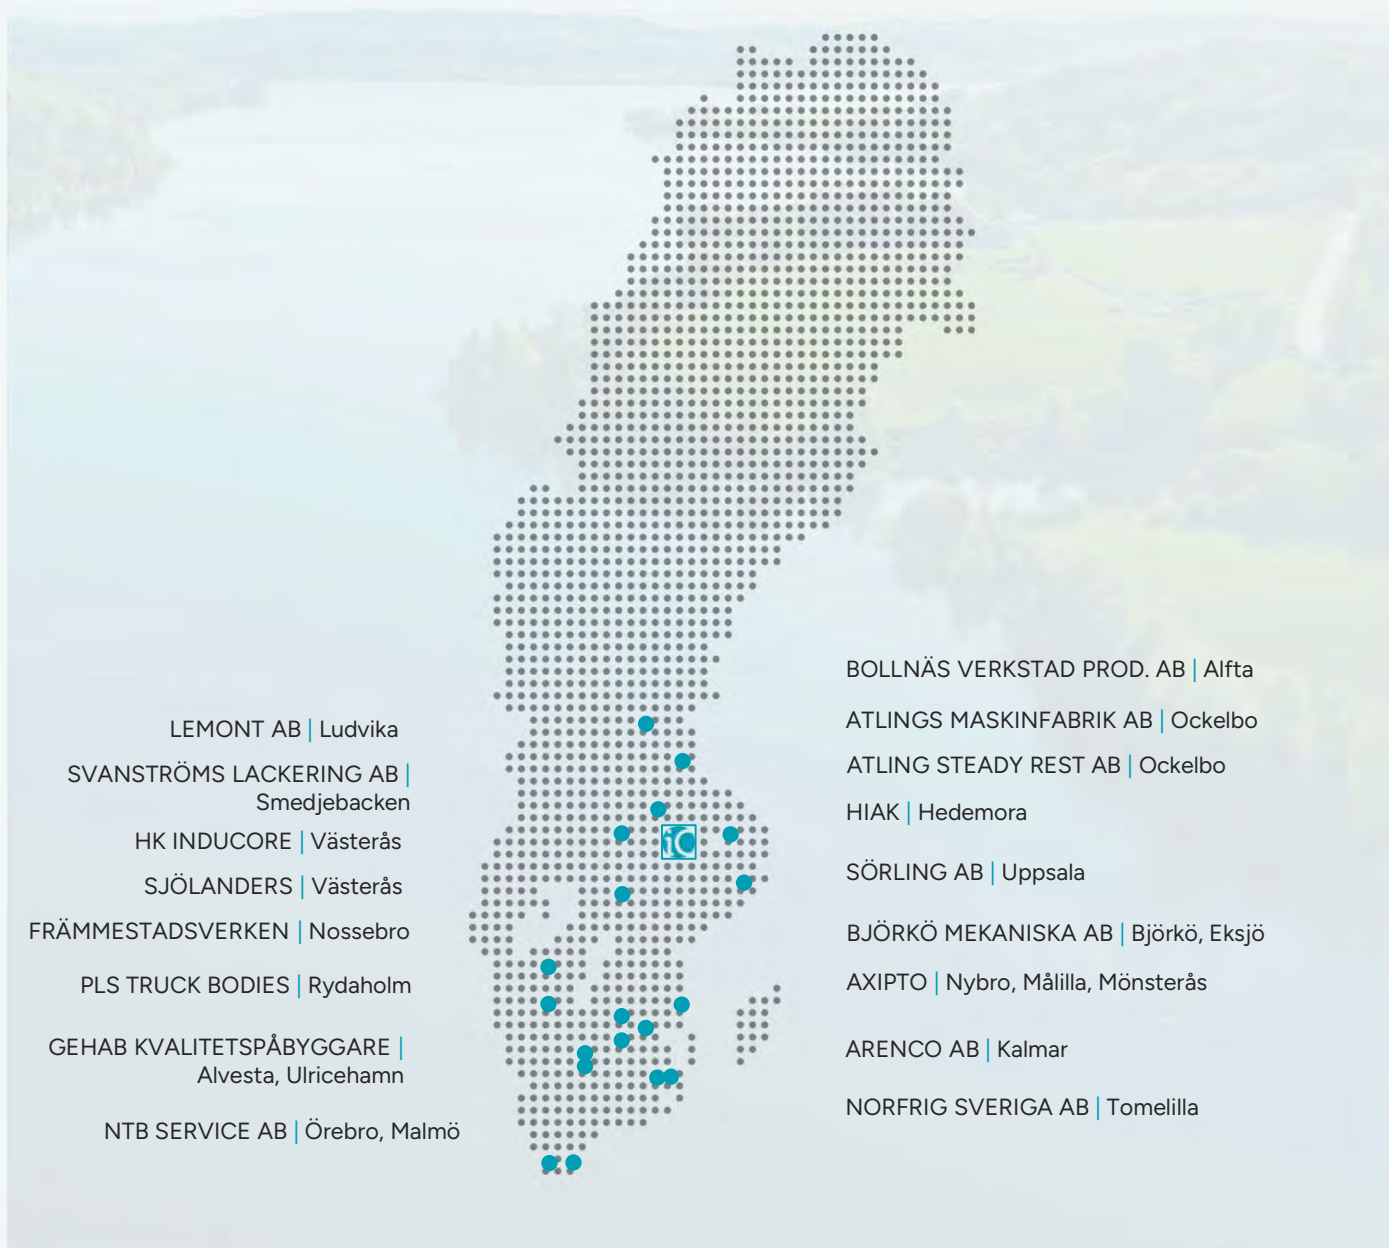 LEMONT AB | Ludvika
SVANSTRÖMS LACKERING AB |
Smedjebacken
HK INDUCORE | Västerås
SJÖLANDERS | Västerås
FRÄMMESTADSVERKEN | Nossebro
PLS TRUCK BODIES | Rydaholm
GEHAB KVALITETSPÅBYGGARE |
Alvesta, Ulricehamn
NTB SERVICE AB | Örebro, Malmö
iC
BOLLNÄS VERKSTAD PROD. AB | Alfta
ATLINGS MASKINFABRIK AB | Ockelbo
ATLING STEADY REST AB | Ockelbo
HIAK | Hedemora
SÖRLING AB | Uppsala
BJÖRKÖ MEKANISKA AB | Björkö, Eksjö
AXIPTO | Nybro, Målilla, Mönsterås
ARENCO AB | Kalmar
NORFRIG SVERIGA AB | Tomelilla